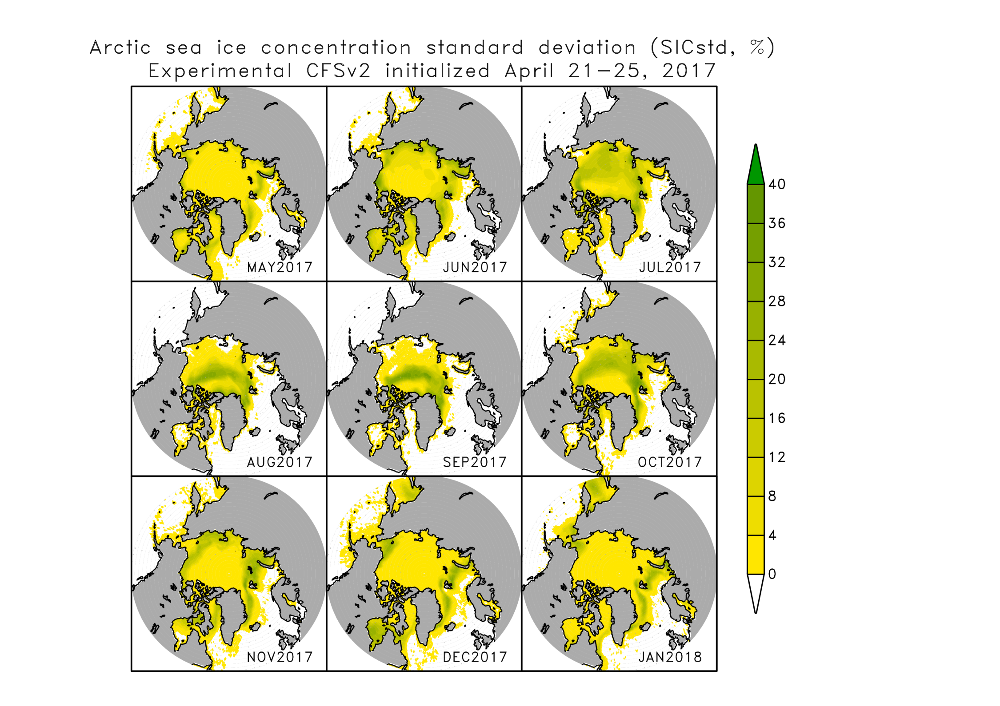 Arctic sea ice concentration standard deviation (SICstd, %)
Experimental CFSv2 initialized April 21-25, 2017
MAY2017
JUN2017
JUL2017
AUG2017
SEP2017
OCT2017
NOV2017
DEC2017
JAN2018
40
36
32
28
24
20
16
12
8
4
0